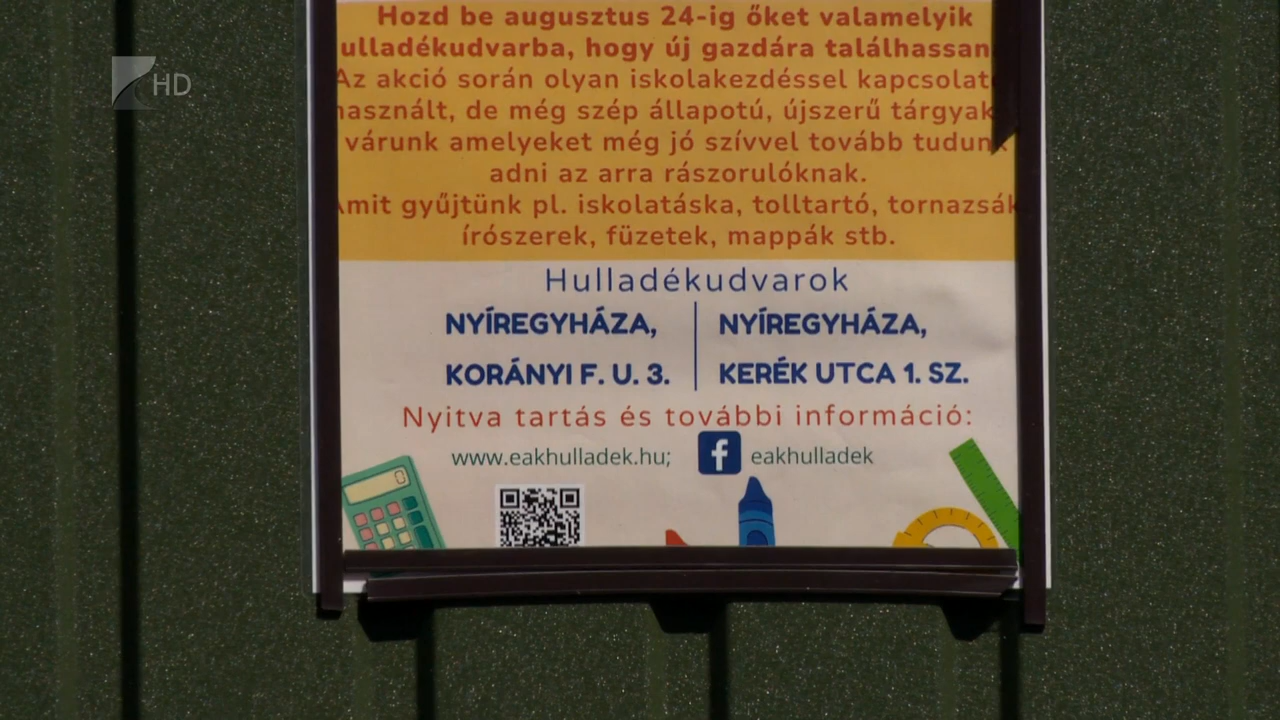 HD
Hozd be augusztus 24-ig őket valamelyik
ulladékudvarba, hogy új gazdára találhassan
Az akció során olyan iskolakezdéssel kapcsolat
használt, de még szép állapotú, újszerű tárgyak
várunk amelyeket még jó szívvel tovább tudunk
adni az arra rászorulóknak.
Amit gyűjtünk pl. iskolatáska, tolltartó, tornazsák
írószerek, füzetek, mappák stb.
Hulladékudvarok
NYÍREGYHÁZA,
KORÁNYI F. U. 3.
NYÍREGYHÁZA,
KERÉK UTCA 1. SZ.
Nyitva tartás és további információ:
www.eakhulladek.hu; f eakhulladek
0